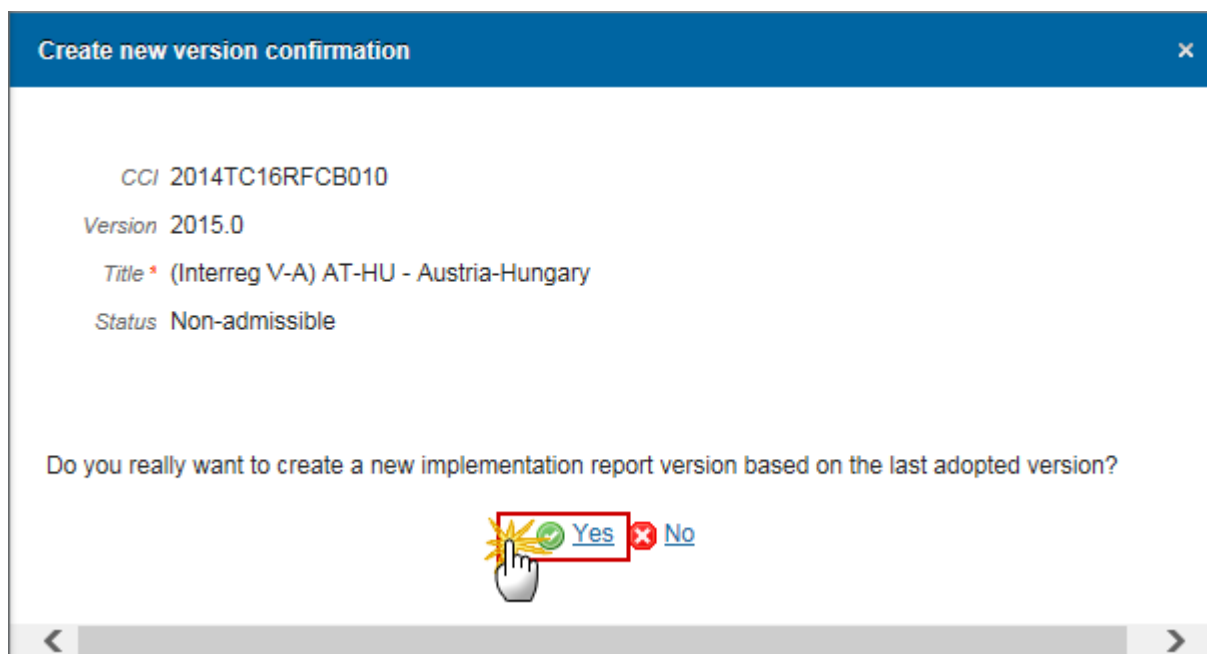 Create new version confirmation ×
CCI 2014TC16RFCB010
Version 2015.0
Title * (Interreg V-A) AT-HU - Austria-Hungary
Status Non-admissible
Do you really want to create a new implementation report version based on the last adopted version?
Yes No